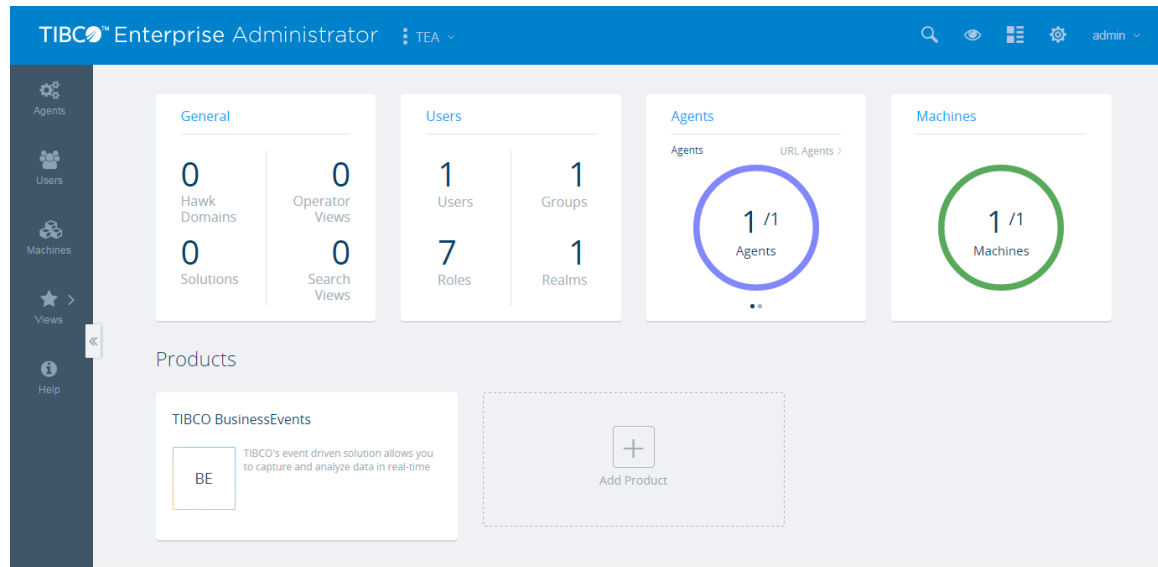 TIBCO™ Enterprise Administrator
TEA
admin
Agents
Users
Machines
Views
Help
General
0
Hawk
Domains
0
Operator
Views
0
Solutions
0
Search
Views
Users
1
Users
1
Groups
7
Roles
1
Realms
Agents
Agents
URL Agents
1 /1
Agents
Machines
1 /1
Machines
Products
TIBCO BusinessEvents
BE
TIBCO's event driven solution allows you
to capture and analyze data in real-time
Add Product